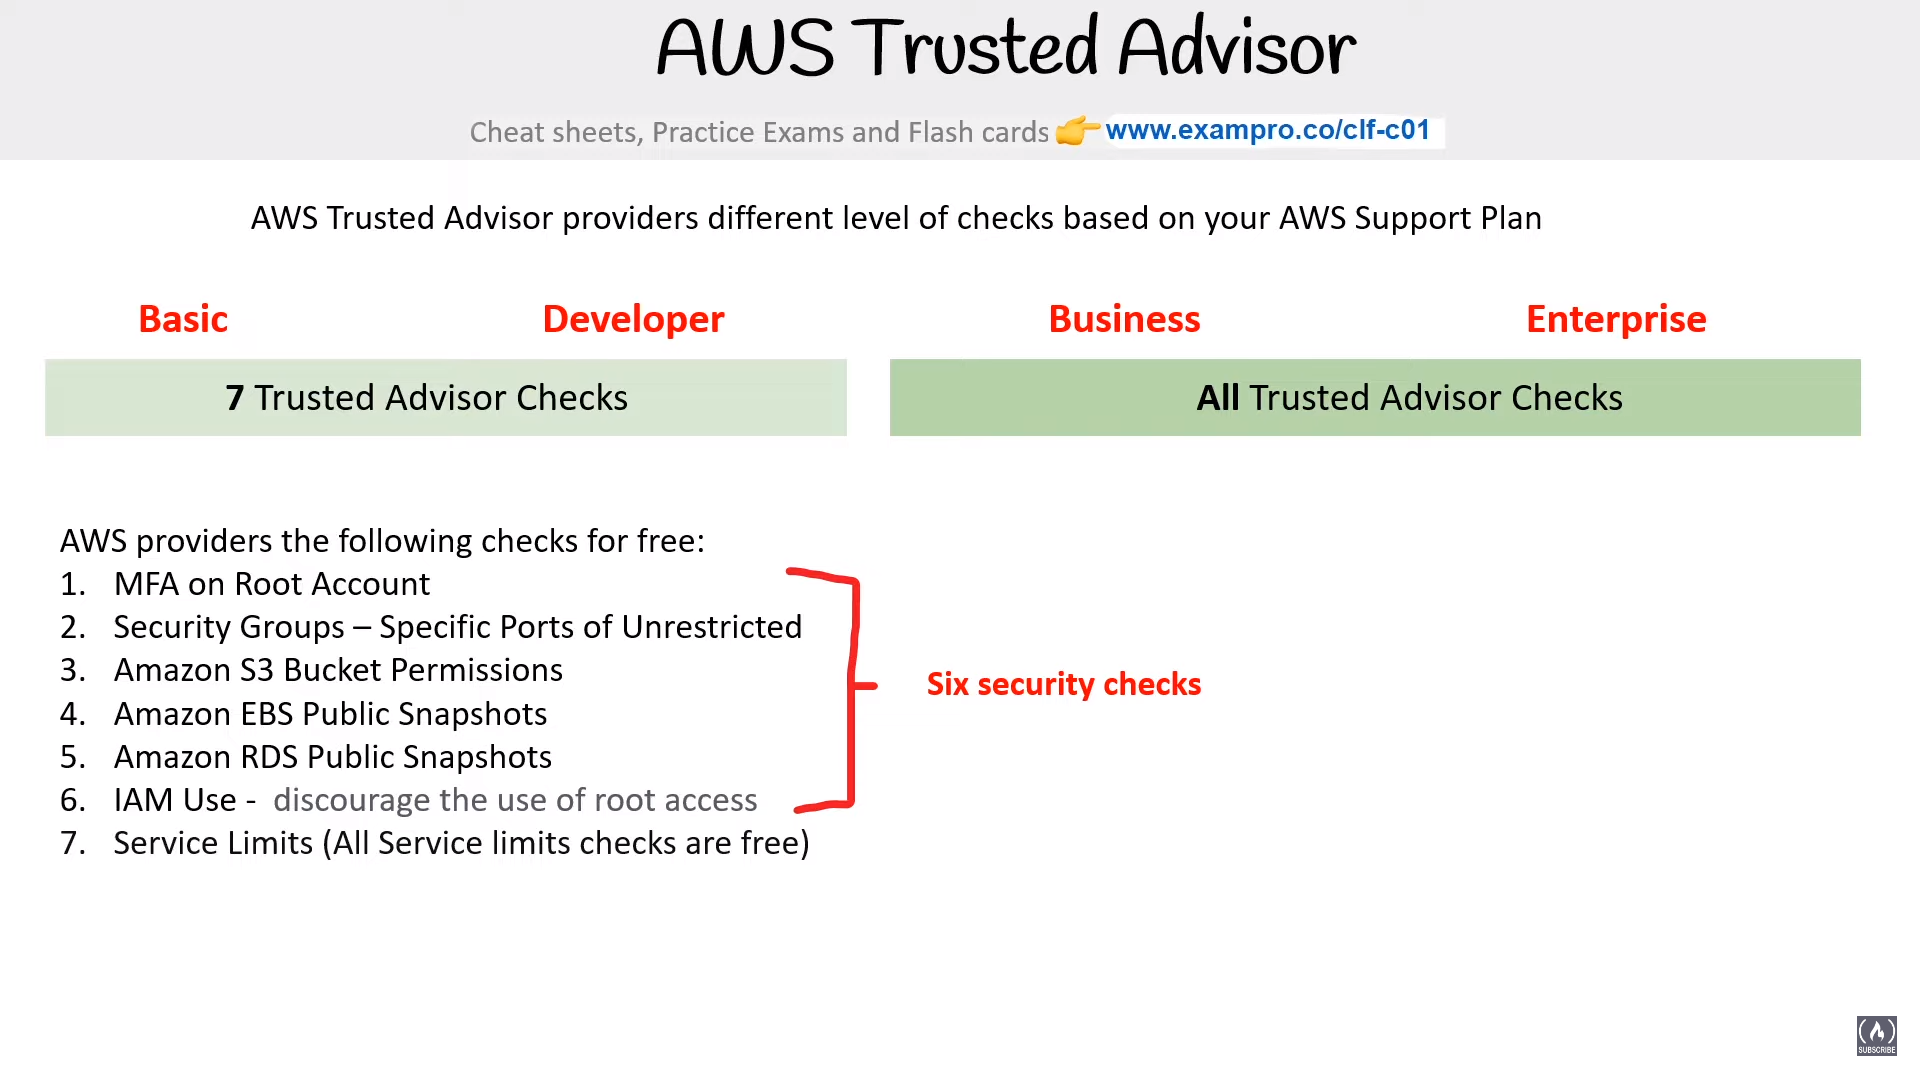 AWS Trusted Advisor
Cheat sheets, Practice Exams and Flash cards 👉 www.exampro.co/clf-c01
AWS Trusted Advisor providers different level of checks based on your AWS Support Plan
Basic Developer Business Enterprise
7 Trusted Advisor Checks All Trusted Advisor Checks
AWS providers the following checks for free:
1. MFA on Root Account
2. Security Groups – Specific Ports of Unrestricted
3. Amazon S3 Bucket Permissions
Six security checks
4. Amazon EBS Public Snapshots
5. Amazon RDS Public Snapshots
6. IAM Use - discourage the use of root access
7. Service Limits (All Service limits checks are free)
SUBSCRIBE